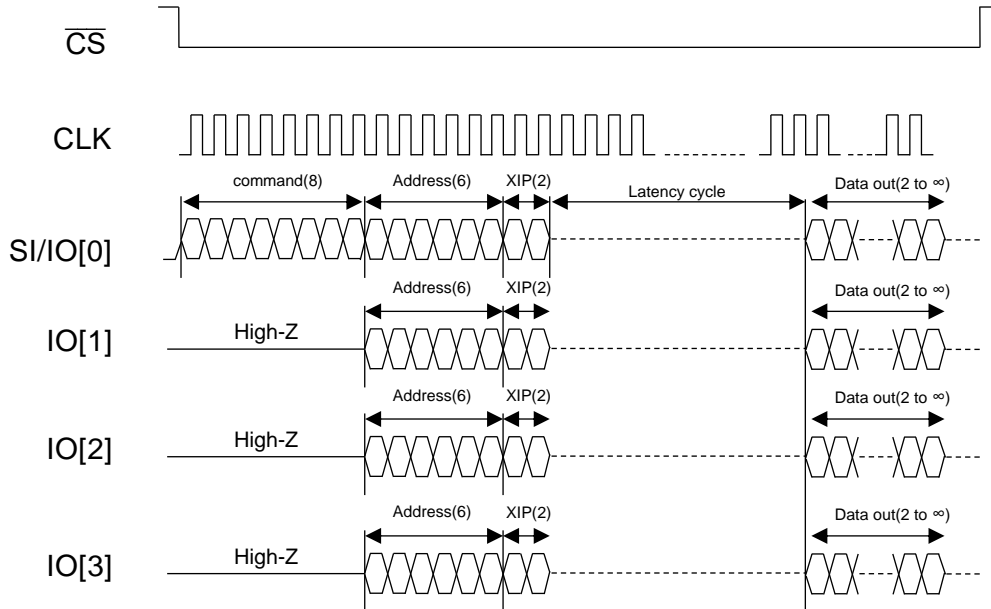 CS
CLK
command(8) Address(6) XIP(2) Latency cycle Data out(2 to ∞)
SI/IO[0]
Address(6) XIP(2) Data out(2 to ∞)
IO[1] High-Z
Address(6) XIP(2) Data out(2 to ∞)
IO[2] High-Z
Address(6) XIP(2) Data out(2 to ∞)
IO[3] High-Z